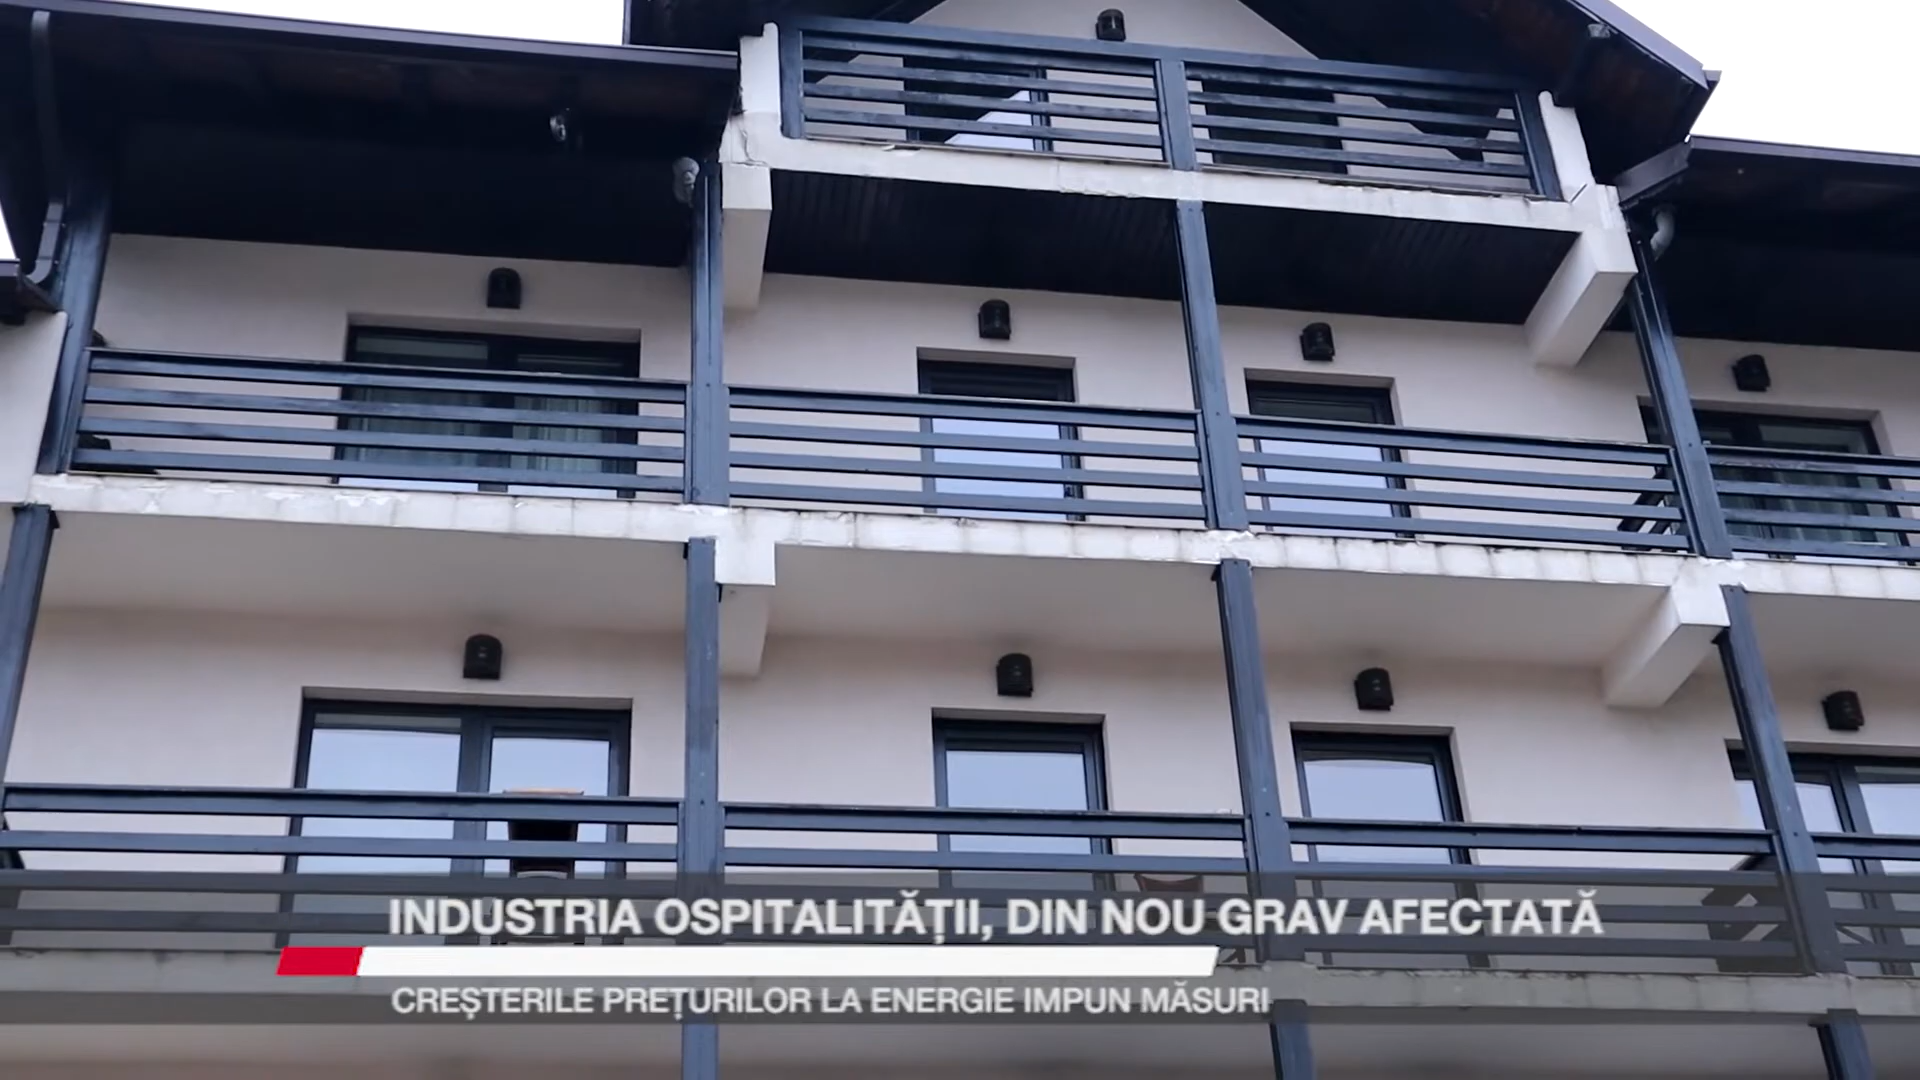 INDUSTRIA OSPITALITĂȚII, DIN NOU GRAV AFECTATĂ
CREȘTERILE PREȚURILOR LA ENERGIE IMPUN MĂSURI